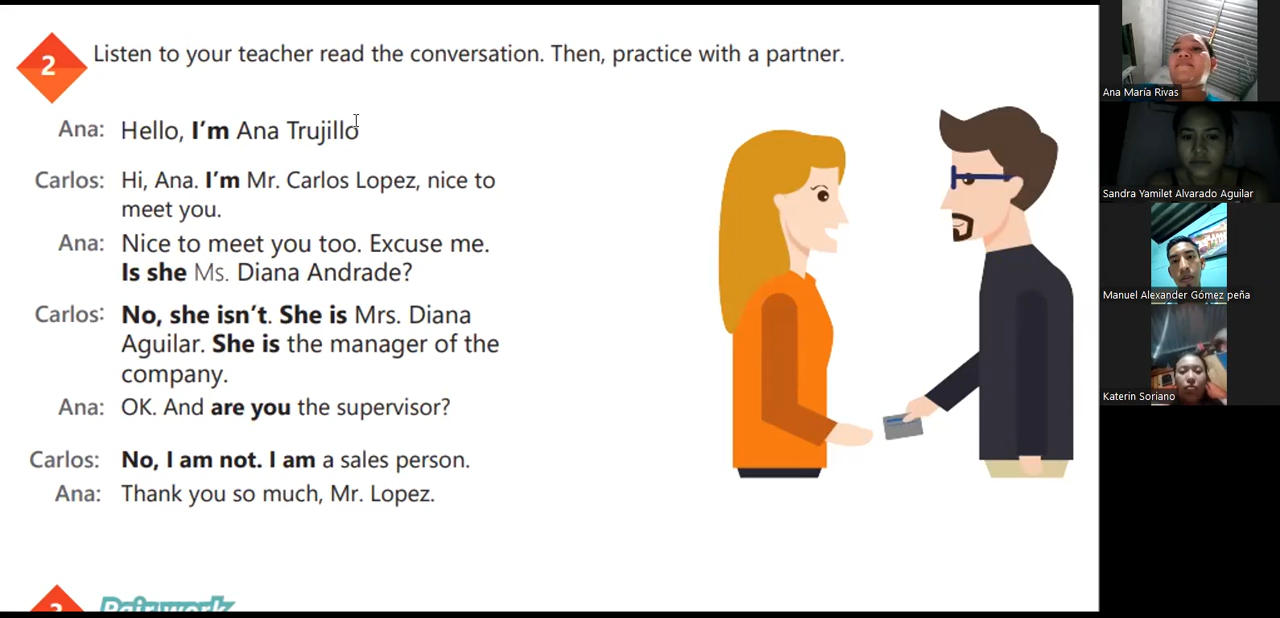 2
Listen to your teacher read the conversation. Then, practice with a partner.
Ana: Hello, I'm Ana Trujillo
Carlos: Hi, Ana. I'm Mr. Carlos Lopez, nice to
meet you.
Ana: Nice to meet you too. Excuse me.
Is she Ms. Diana Andrade?
Carlos: No, she isn't. She is Mrs. Diana
Aguilar. She is the manager of the
company.
Ana: OK. And are you the supervisor?
Carlos: No, I am not. I am a sales person.
Ana: Thank you so much, Mr. Lopez.
3
Pair work
Ana María Rivas
Sandra Yamilet Alvarado Aguilar
Manuel Alexander Gómez peña
Katerin Soriano